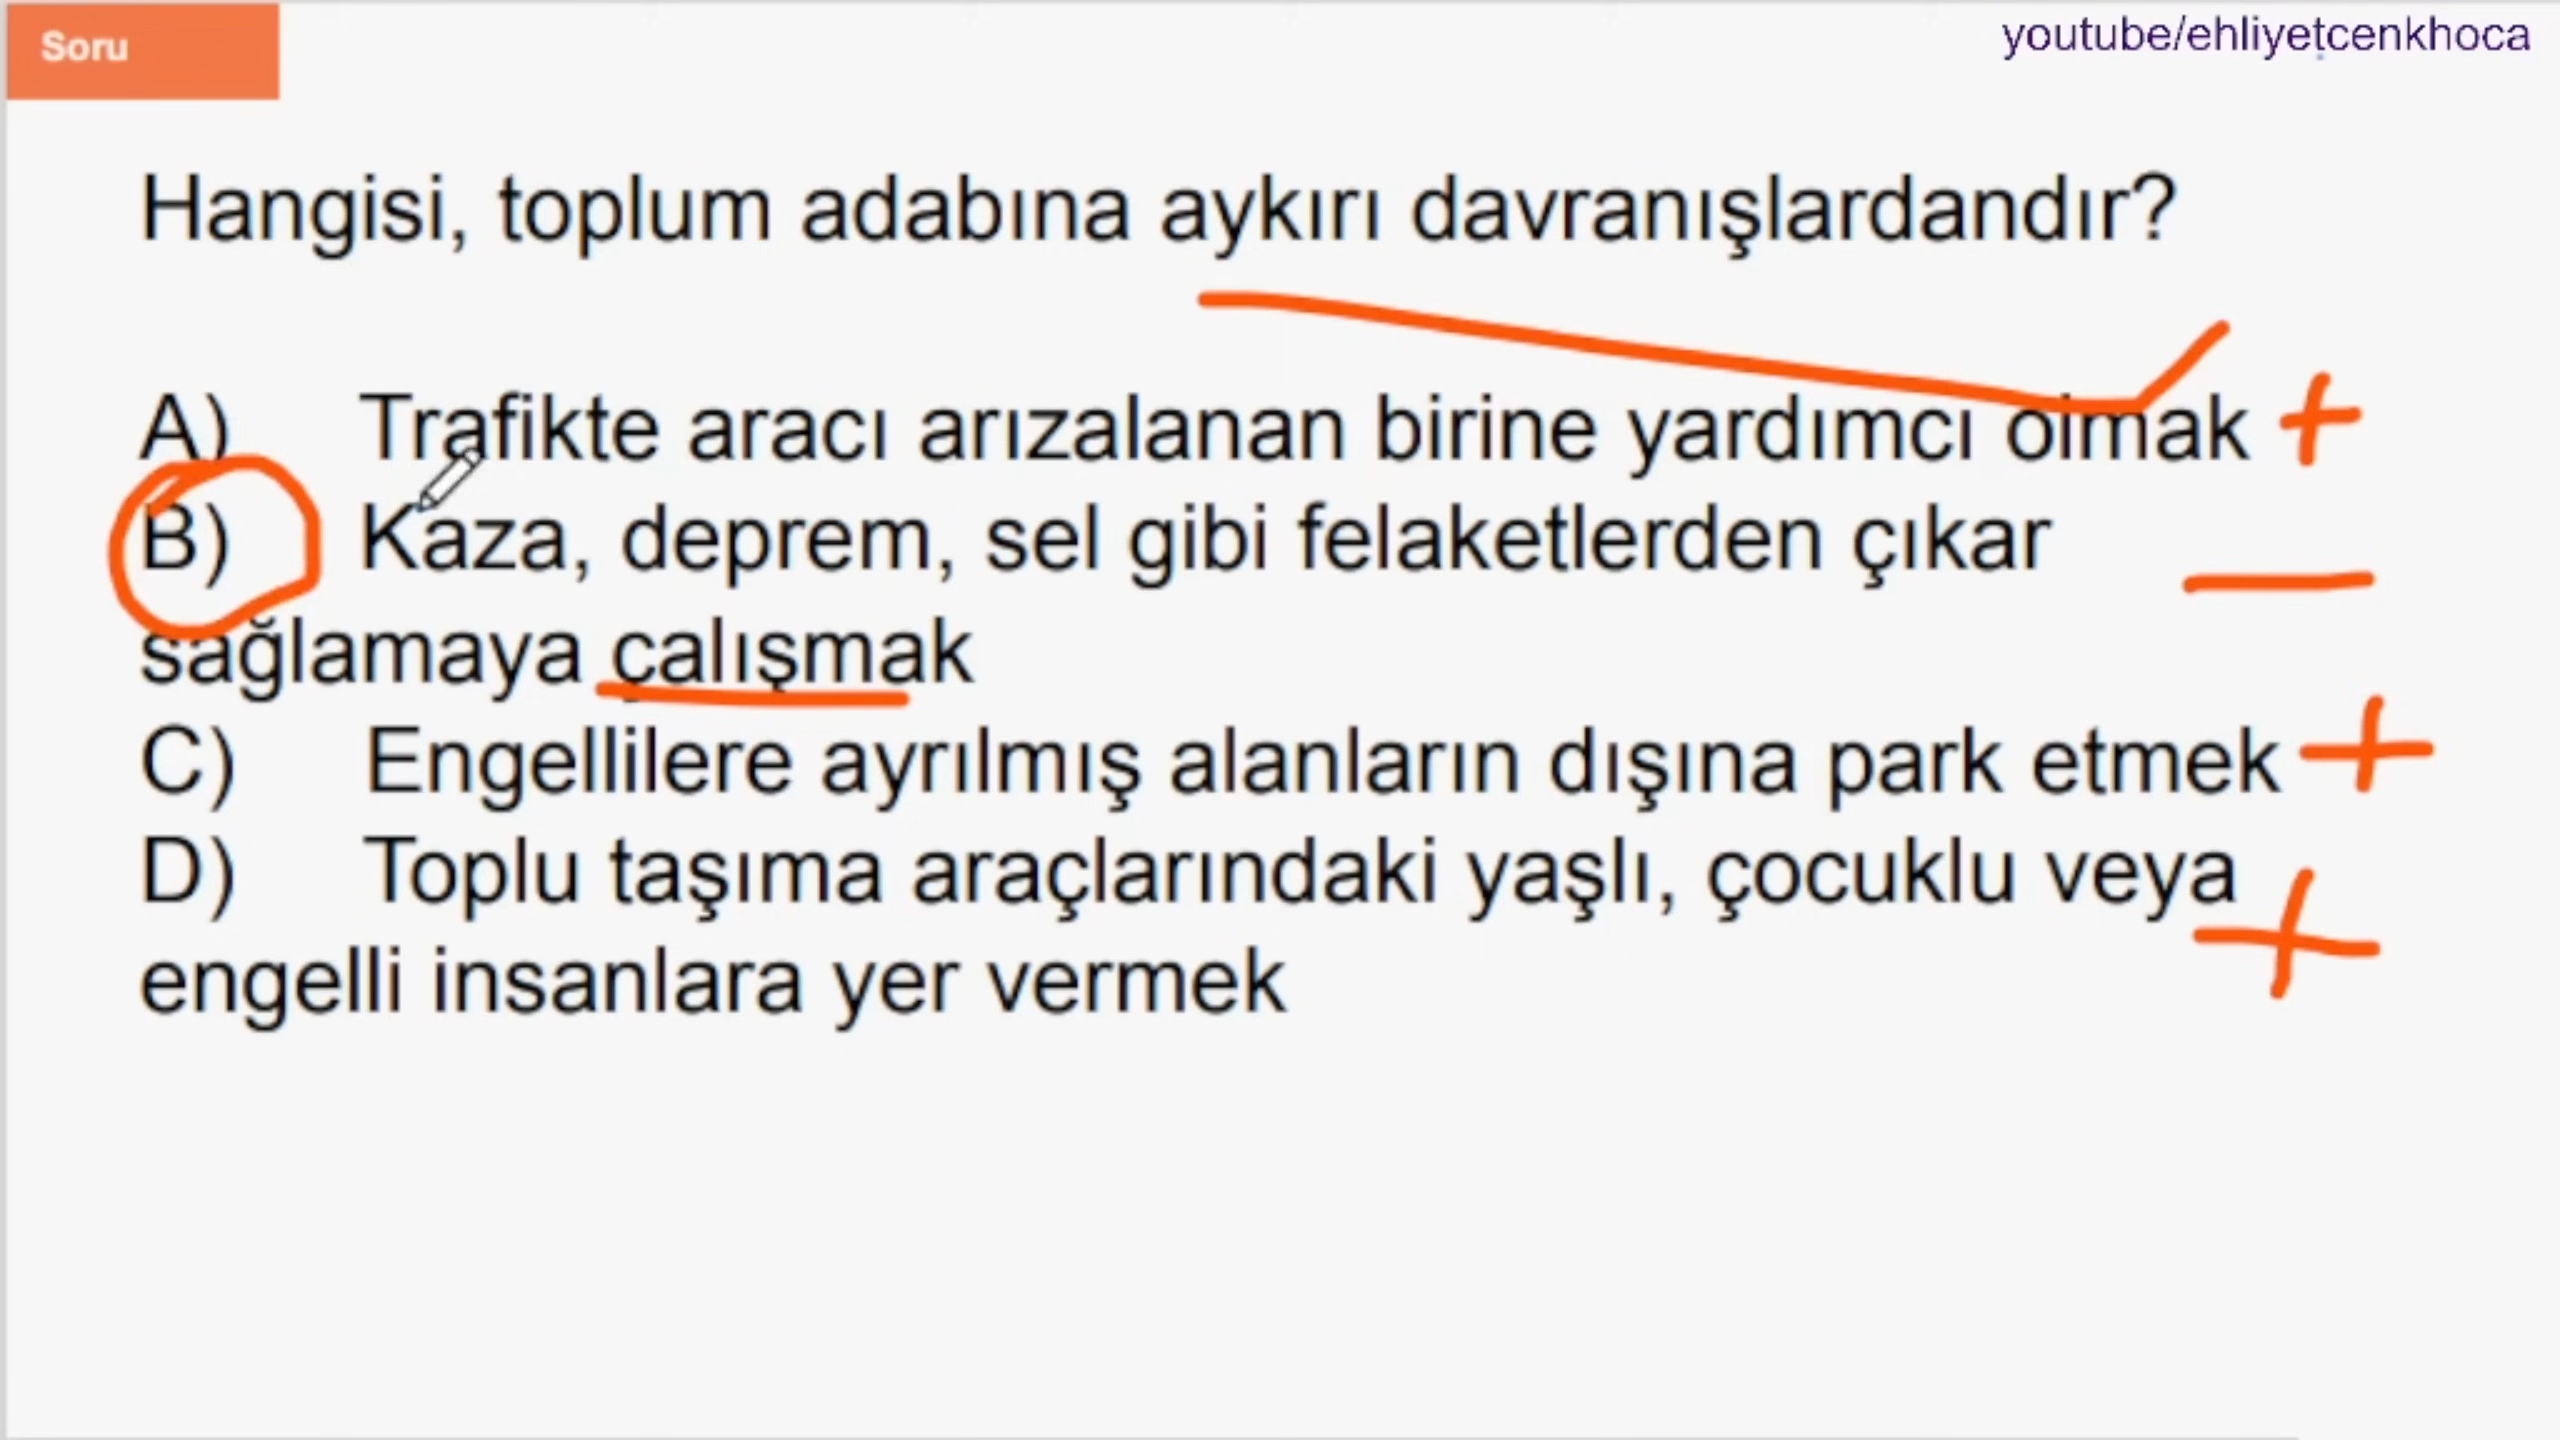 Soru
youtube/ehliyetcenkhoca
Hangisi, toplum adabına aykırı davranışlardandır?
A) Trafikte aracı arızalanan birine yardımcı olmak +
B) Kaza, deprem, sel gibi felaketlerden çıkar —
sağlamaya çalışmak
C) Engellilere ayrılmış alanların dışına park etmek +
D) Toplu taşıma araçlarındaki yaşlı, çocuklu veya +
engelli insanlara yer vermek